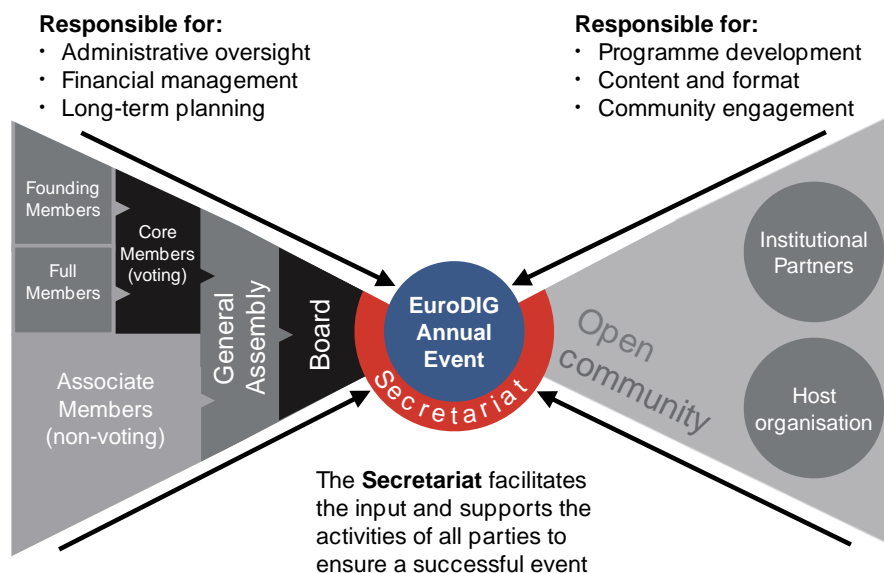 Responsible for:
· Administrative oversight
· Financial management
· Long-term planning
Responsible for:
· Programme development
· Content and format
· Community engagement
Founding
Members
Full
Members
Core
Members
(voting)
General
Assembly
Board
Associate
Members
(non-voting)
EuroDIG
Annual
Event
Secretariat
Open
community
Institutional
Partners
Host
organisation
The Secretariat facilitates
the input and supports the
activities of all parties to
ensure a successful event